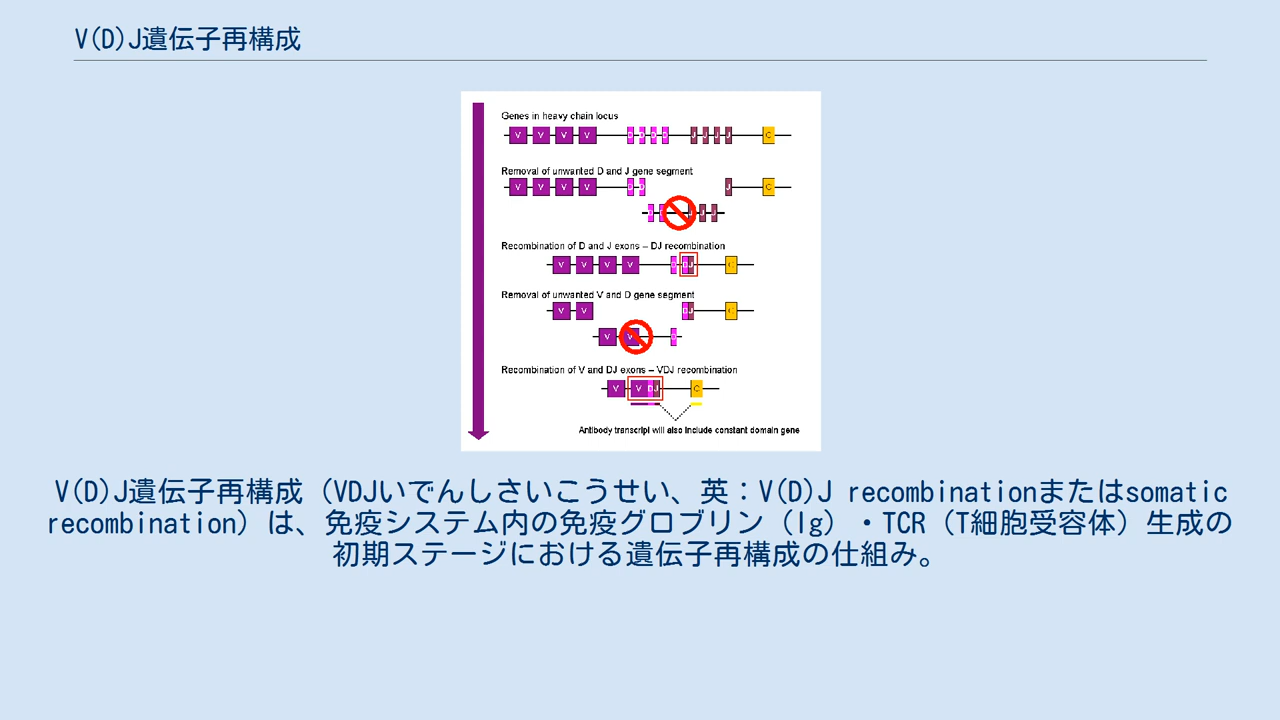 V(D)J遺伝子再構成
Genes in heavy chain locus
V V V V D D D D J J J J C
Removal of unwanted D and J gene segment
V V V V D D J C
Recombination of D and J exons – DJ recombination
V V V V D DJ C
Removal of unwanted V and D gene segment
V V DJ C
V V D
Recombination of V and DJ exons – VDJ recombination
V V DJ C
Antibody transcript will also include constant domain gene
V(D)J遺伝子再構成（VDJいでんしさいこうせい、英：V(D)J recombinationまたはsomatic
recombination）は、免疫システム内の免疫グロブリン（Ig）・TCR（T細胞受容体）生成の
初期ステージにおける遺伝子再構成の仕組み。